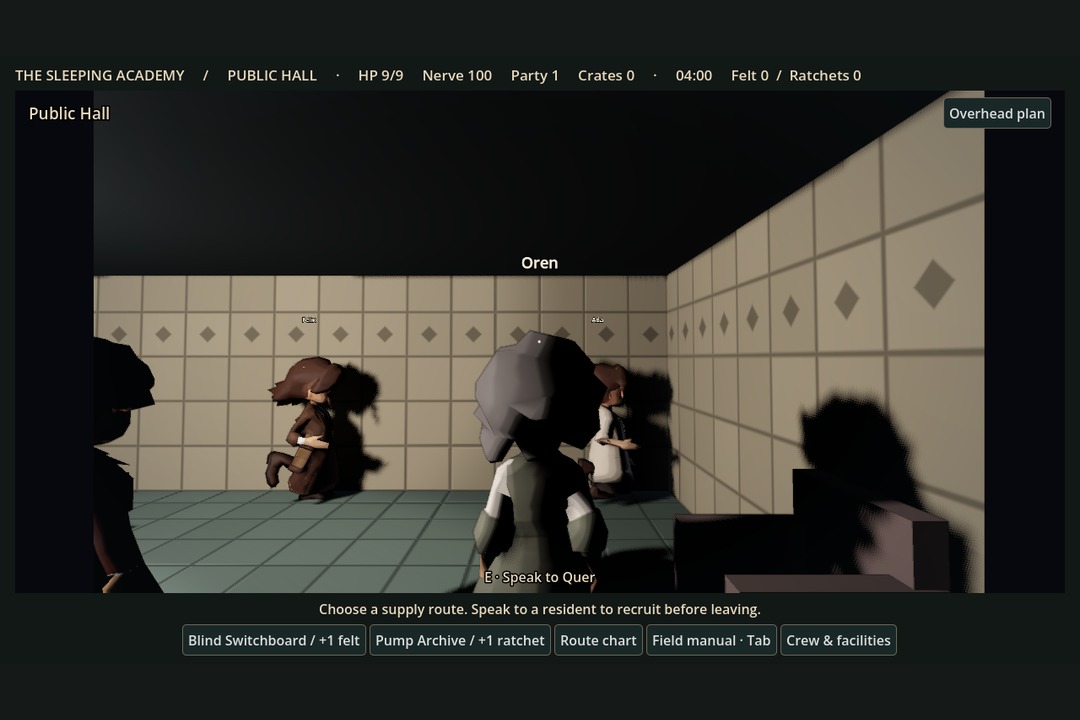 THE SLEEPING ACADEMY / PUBLIC HALL · HP 9/9 Nerve 100 Party 1 Crates 0 · 04:00 Felt 0 / Ratchets 0
Public Hall
Overhead plan
Oren
Ada
E · Speak to Quer
Choose a supply route. Speak to a resident to recruit before leaving.
Blind Switchboard / +1 felt
Pump Archive / +1 ratchet
Route chart
Field manual · Tab
Crew & facilities